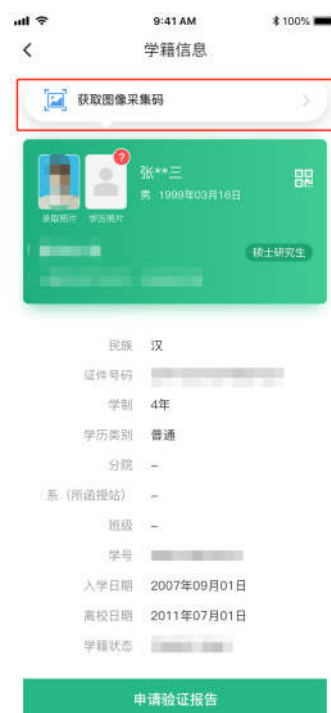 9:41 AM
100%
学籍信息
获取图像采集码
?
张**三
男 1999年03月16日
录取照片 学历照片
硕士研究生
民族 汉
证件号码
学制 4年
学历类别 普通
分院 –
系（所函授站） –
班级 –
学号
入学日期 2007年09月01日
离校日期 2011年07月01日
学籍状态
申请验证报告